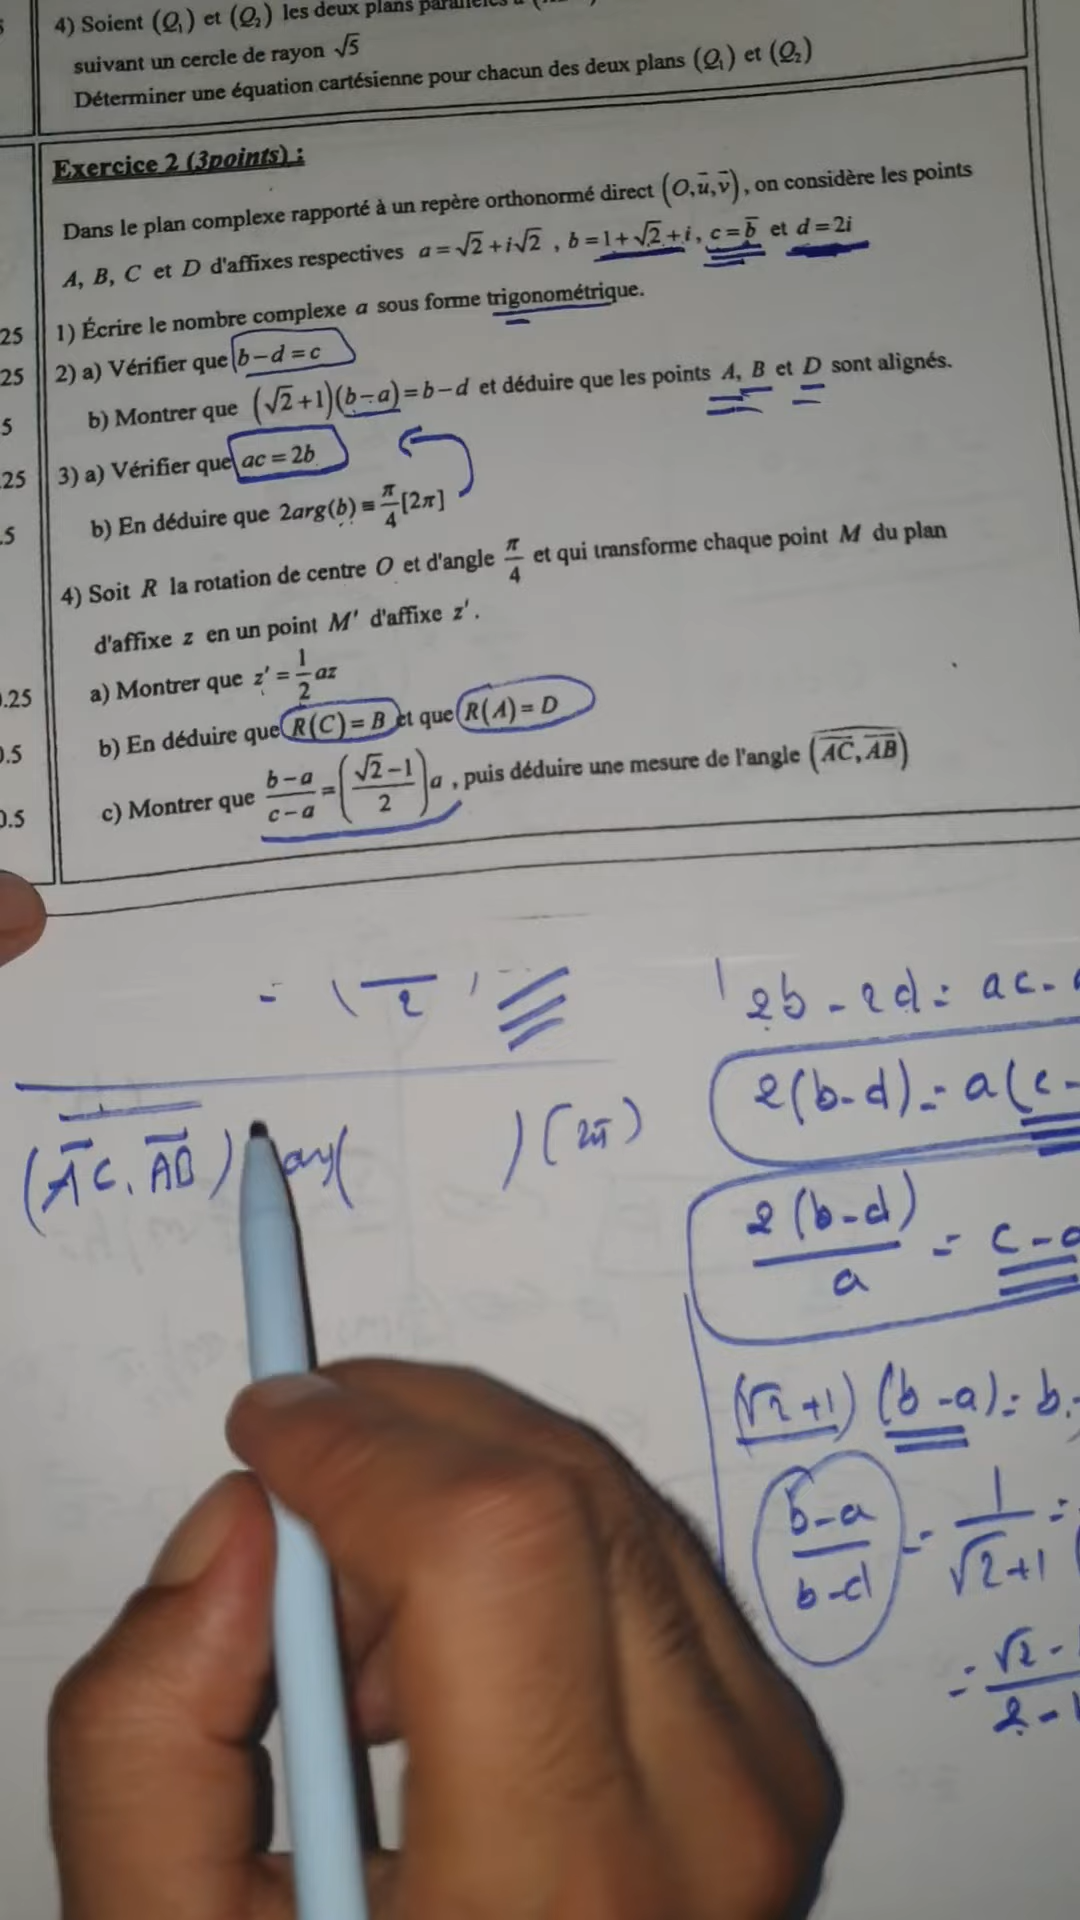 4) Soient (Q₁) et (Q₂) les deux plans parallèles à (
suivant un cercle de rayon √5
Déterminer une équation cartésienne pour chacun des deux plans (Q₁) et (Q₂)
Exercice 2 (3points) :
Dans le plan complexe rapporté à un repère orthonormé direct (O,u⃗,v⃗), on considère les points
A, B, C et D d'affixes respectives a = √2 + i√2 , b = 1 + √2 + i , c = b̅ et d = 2i
25 1) Écrire le nombre complexe a sous forme trigonométrique.
25 2) a) Vérifier que b − d = c
5 b) Montrer que (√2 + 1)(b − a) = b − d et déduire que les points A, B et D sont alignés.
.25 3) a) Vérifier que ac = 2b
.5 b) En déduire que 2arg(b) ≡ π/4 [2π]
4) Soit R la rotation de centre O et d'angle π/4 et qui transforme chaque point M du plan
d'affixe z en un point M' d'affixe z' .
0.25 a) Montrer que z' = 1/2 az
0.5 b) En déduire que R(C) = B et que R(A) = D
0.5 c) Montrer que (b − a)/(c − a) = ((√2 − 1)/2) a , puis déduire une mesure de l'angle (AC⃗, AB⃗)
= ( — / 2 )
2b - 2d = ac -
2(b-d) = a(c -
(AC⃗, AB⃗) arg( ) (2π)
2(b-d)/a = c -
(√2 + 1) (b - a) = b -
(b-a)/(b-d) = 1/(√2+1) =
= (√2 - )/(2 - 1